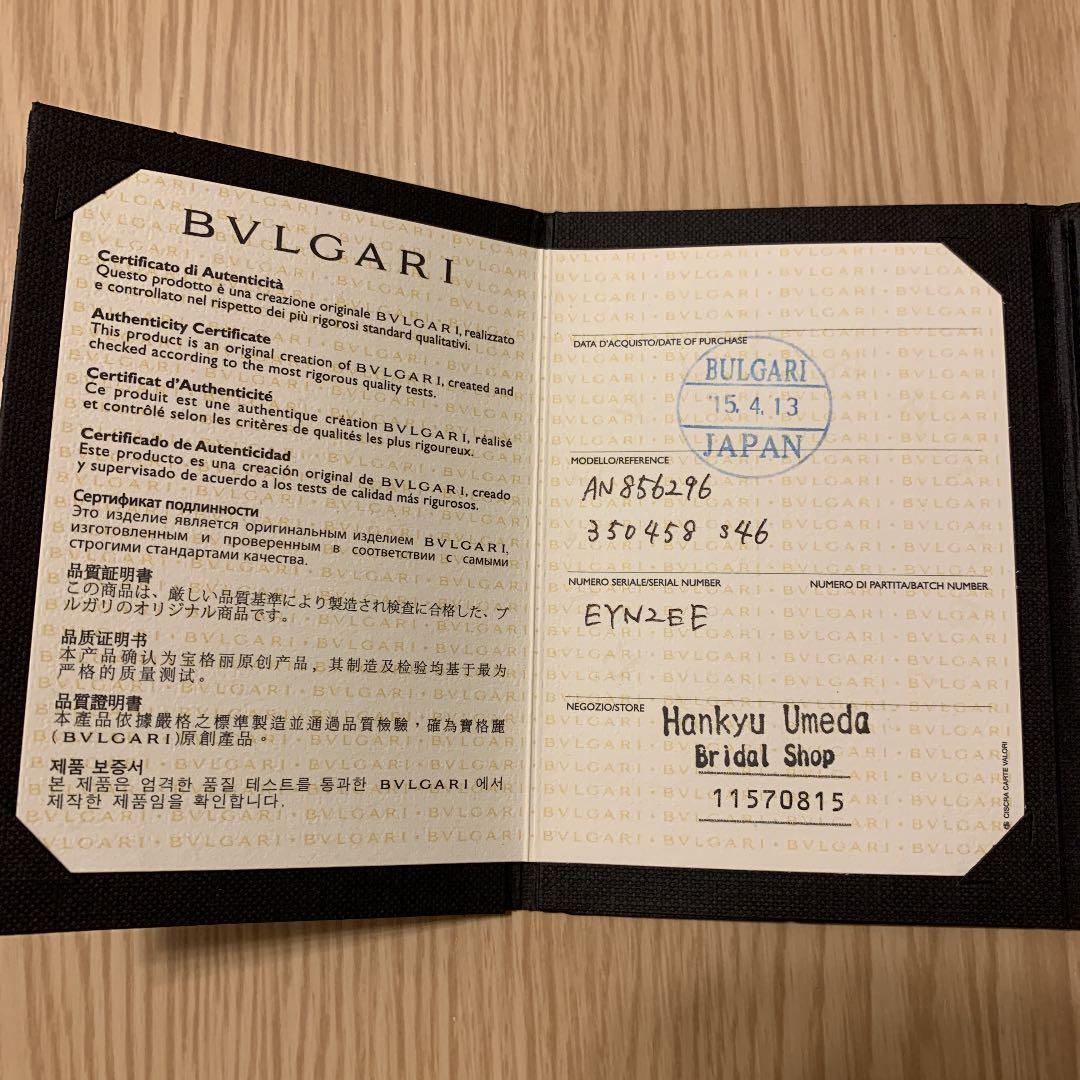 BVLGARI
Certificato di Autenticità
Questo prodotto è una creazione originale BVLGARI, realizzato
e controllato nel rispetto dei più rigorosi standard qualitativi.
Authenticity Certificate
This product is an original creation of BVLGARI, created and
checked according to the most rigorous quality tests.
Certificat d'Authenticité
Ce produit est une authentique création BVLGARI, réalisé
et contrôlé selon les critères de qualités les plus rigoureux.
Certificado de Autenticidad
Este producto es una creación original de BVLGARI, creado
y supervisado de acuerdo a los tests de calidad más rigurosos.
Сертификат подлинности
Это изделие является оригинальным изделием BVLGARI,
изготовленным и проверенным в соответствии с самыми
строгими стандартами качества.
品質証明書
この商品は、厳しい品質基準により製造され検査に合格した、ブ
ルガリのオリジナル商品です。
品质证明书
本产品确认为宝格丽原创产品，其制造及检验均基于最为
严格的质量测试。
品質證明書
本產品依據嚴格之標準製造並通過品質檢驗，確為寶格麗
(BVLGARI)原創產品。
제품 보증서
본 제품은 엄격한 품질 테스트를 통과한 BVLGARI 에서
제작한 제품임을 확인합니다.
DATA D'ACQUISTO/DATE OF PURCHASE
BULGARI
'15. 4. 13
JAPAN
MODELLO/REFERENCE
AN856296
350458 S46
NUMERO SERIALE/SERIAL NUMBER NUMERO DI PARTITA/BATCH NUMBER
EYN2EE
NEGOZIO/STORE
Hankyu Umeda
Bridal Shop
11570815
CISCRA CARTE VALORI